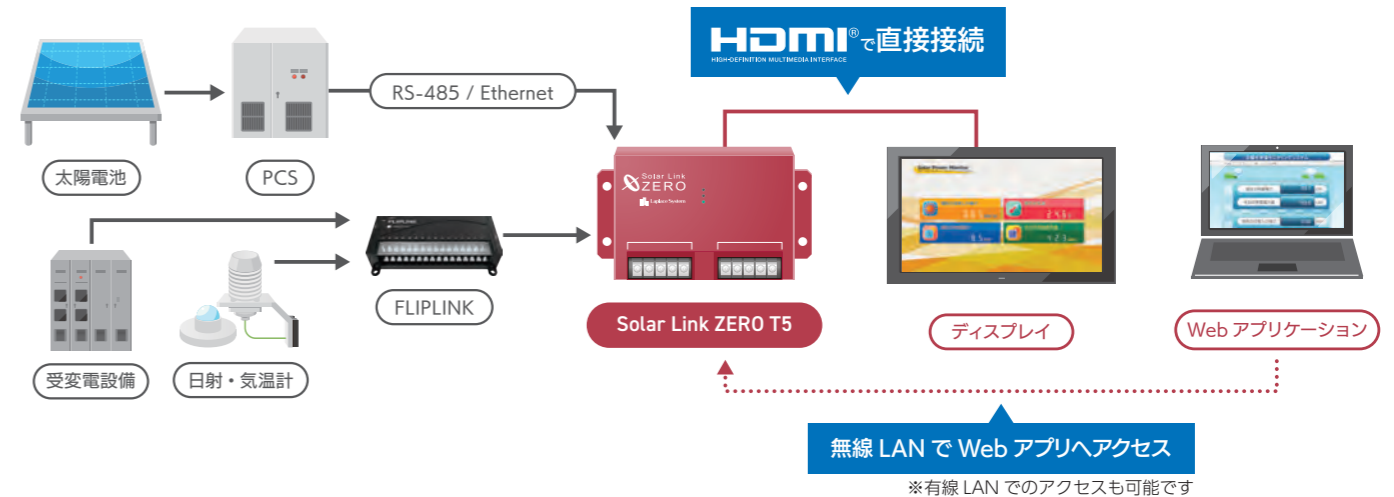 HDMI®で直接接続
HIGH-DEFINITION MULTIMEDIA INTERFACE
RS-485 / Ethernet
太陽電池
PCS
Solar Link
ZERO
Laplace System
Solar Power Monitor
FLIPLINK
FLIPLINK
Solar Link ZERO T5
ディスプレイ
Web アプリケーション
受変電設備
日射・気温計
無線 LAN で Web アプリへアクセス
※有線 LAN でのアクセスも可能です